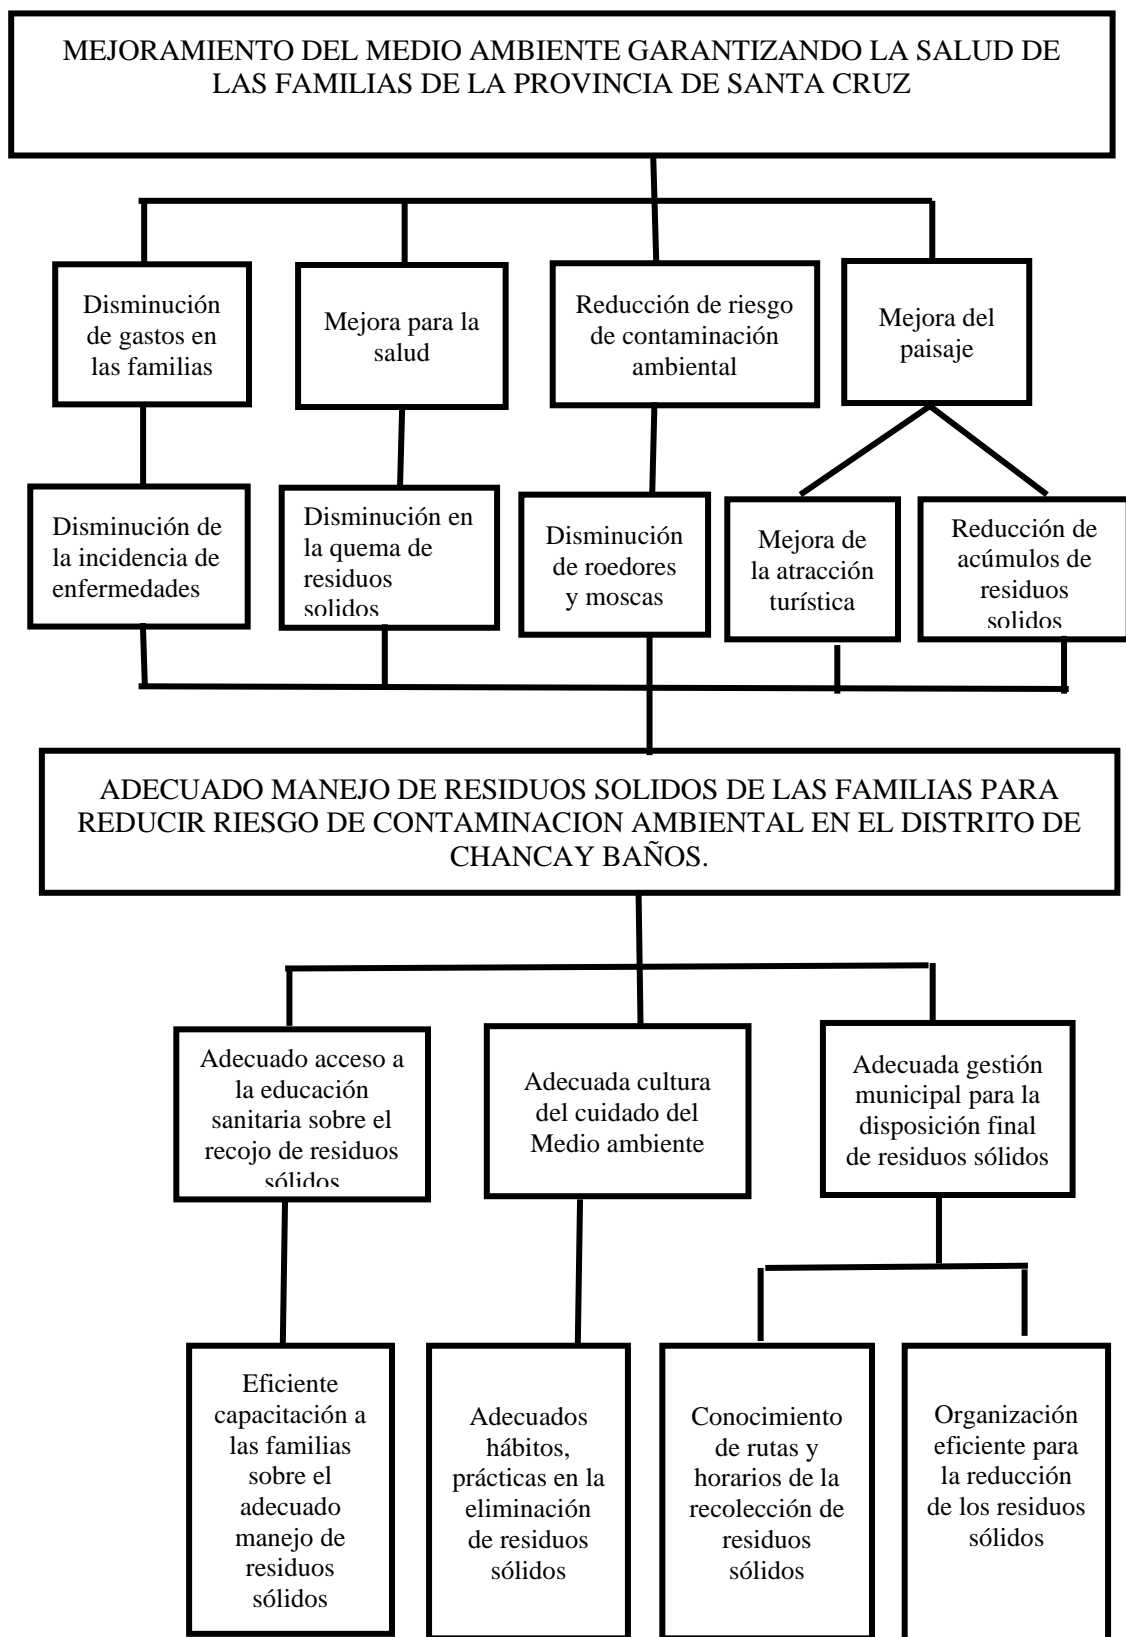 MEJORAMIENTO DEL MEDIO AMBIENTE GARANTIZANDO LA SALUD DE
LAS FAMILIAS DE LA PROVINCIA DE SANTA CRUZ
Disminución
de gastos en
las familias
Mejora para la
salud
Reducción de riesgo
de contaminación
ambiental
Mejora del
paisaje
Disminución de
la incidencia de
enfermedades
Disminución en
la quema de
residuos
solidos
Disminución
de roedores
y moscas
Mejora de
la atracción
turística
Reducción de
acúmulos de
residuos
solidos
ADECUADO MANEJO DE RESIDUOS SOLIDOS DE LAS FAMILIAS PARA
REDUCIR RIESGO DE CONTAMINACION AMBIENTAL EN EL DISTRITO DE
CHANCAY BAÑOS.
Adecuado acceso a
la educación
sanitaria sobre el
recojo de residuos
sólidos
Adecuada cultura
del cuidado del
Medio ambiente
Adecuada gestión
municipal para la
disposición final
de residuos sólidos
Eficiente
capacitación a
las familias
sobre el
adecuado
manejo de
residuos
sólidos
Adecuados
hábitos,
prácticas en la
eliminación
de residuos
sólidos
Conocimiento
de rutas y
horarios de la
recolección de
residuos
sólidos
Organización
eficiente para
la reducción
de los residuos
sólidos